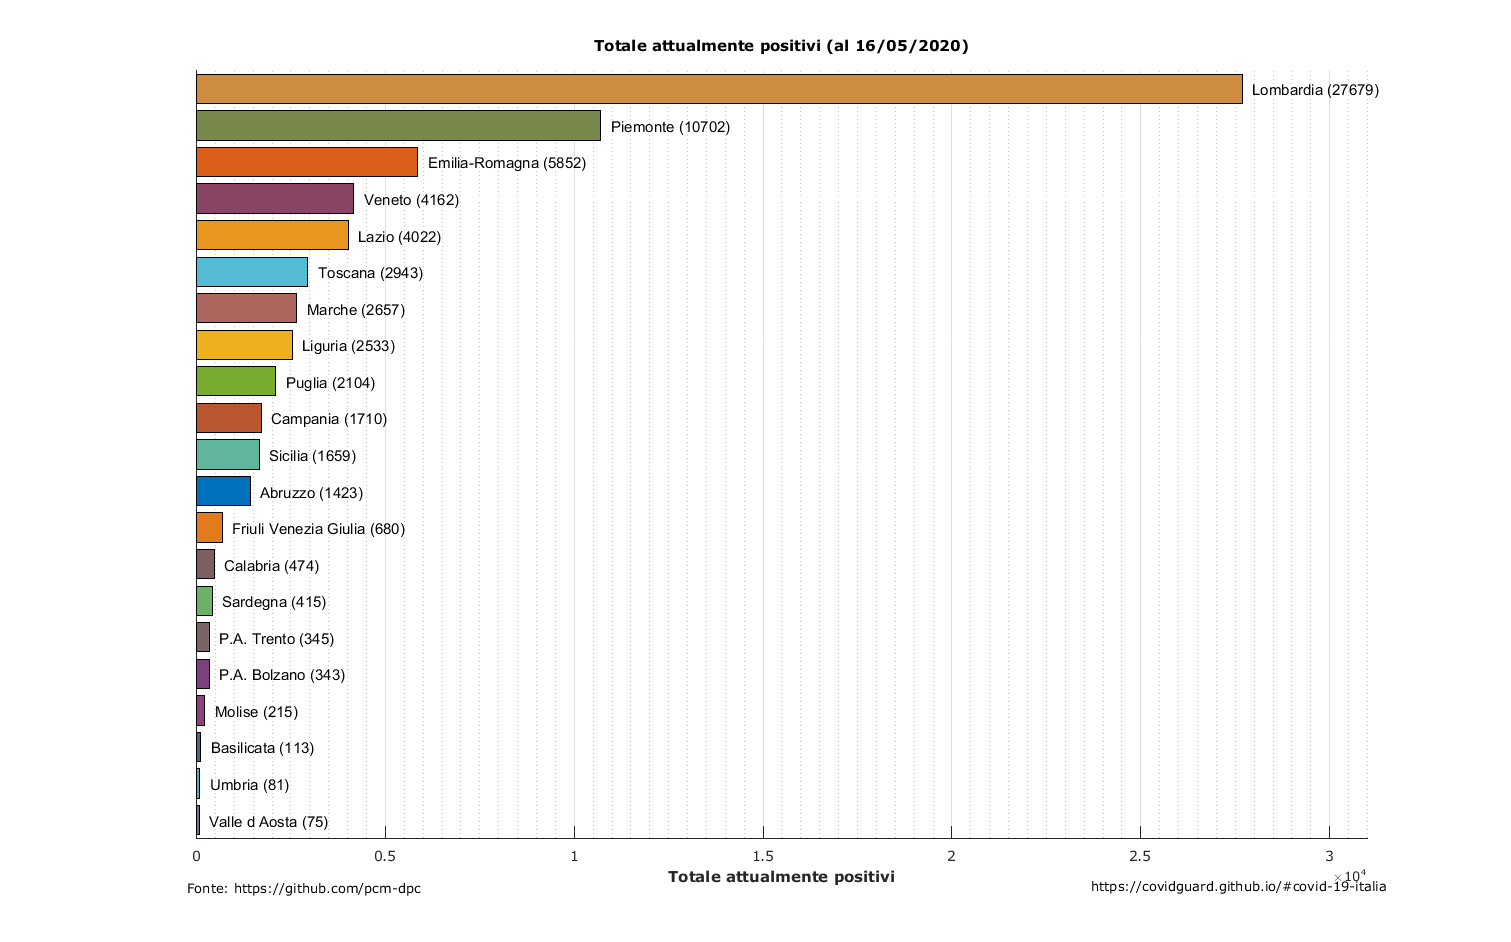 Totale attualmente positivi (al 16/05/2020)
Lombardia (27679)
Piemonte (10702)
Emilia-Romagna (5852)
Veneto (4162)
Lazio (4022)
Toscana (2943)
Marche (2657)
Liguria (2533)
Puglia (2104)
Campania (1710)
Sicilia (1659)
Abruzzo (1423)
Friuli Venezia Giulia (680)
Calabria (474)
Sardegna (415)
P.A. Trento (345)
P.A. Bolzano (343)
Molise (215)
Basilicata (113)
Umbria (81)
Valle d Aosta (75)
0 0.5 1 1.5 2 2.5 3
×10⁴
Totale attualmente positivi
Fonte: https://github.com/pcm-dpc
https://covidguard.github.io/#covid-19-italia